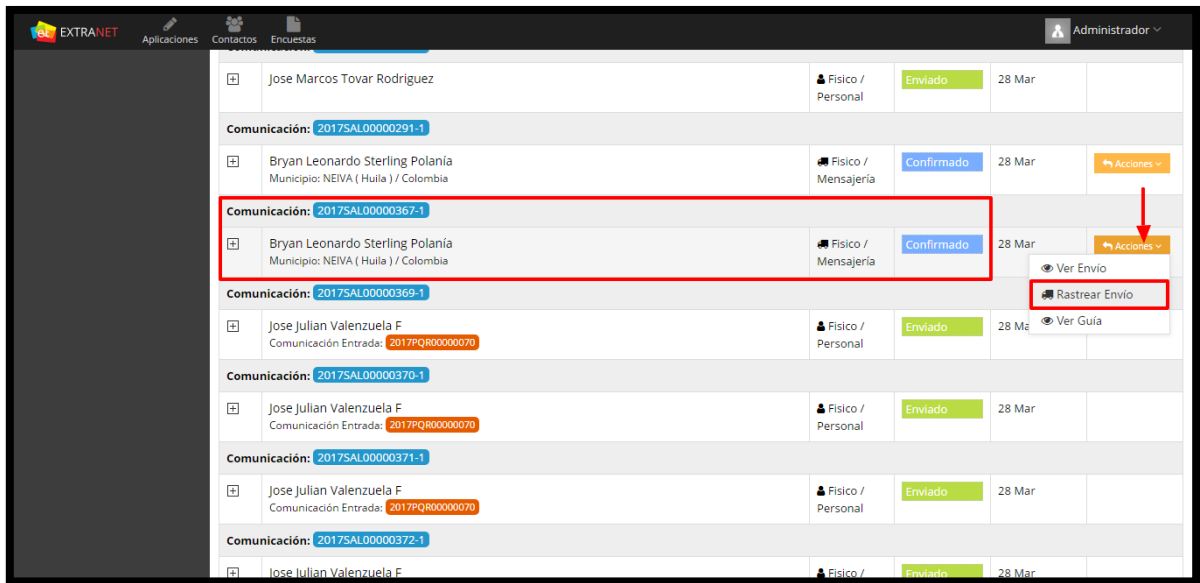 EXTRANET Aplicaciones Contactos Encuestas Administrador
Jose Marcos Tovar Rodriguez Fisico / Enviado 28 Mar
Personal
Comunicación: 2017SAL00000291-1
Bryan Leonardo Sterling Polanía Fisico / Confirmado 28 Mar Acciones
Municipio: NEIVA ( Huila ) / Colombia Mensajería
Comunicación: 2017SAL00000367-1
Bryan Leonardo Sterling Polanía Fisico / Confirmado 28 Mar Acciones
Municipio: NEIVA ( Huila ) / Colombia Mensajería
Ver Envío
Comunicación: 2017SAL00000369-1 Rastrear Envío
Jose Julian Valenzuela F Fisico / Enviado 28 Ma Ver Guía
Comunicación Entrada: 2017PQR00000070 Personal
Comunicación: 2017SAL00000370-1
Jose Julian Valenzuela F Fisico / Enviado 28 Mar
Comunicación Entrada: 2017PQR00000070 Personal
Comunicación: 2017SAL00000371-1
Jose Julian Valenzuela F Fisico / Enviado 28 Mar
Comunicación Entrada: 2017PQR00000070 Personal
Comunicación: 2017SAL00000372-1
Jose Julian Valenzuela F Fisico / Enviado 28 Mar